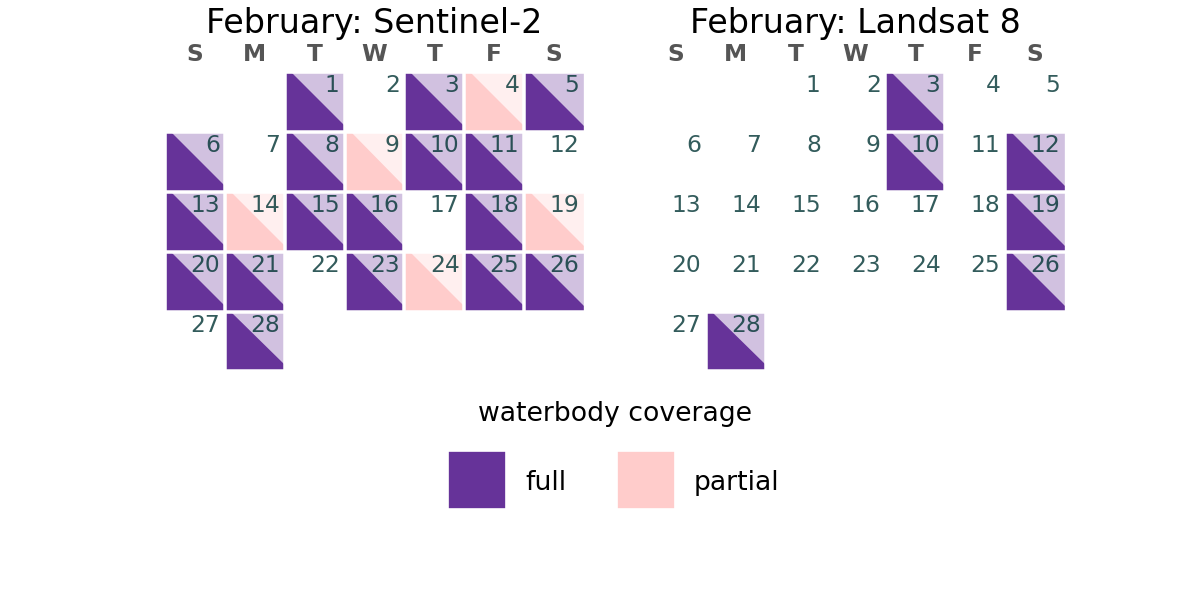 February: Sentinel-2
S M T W T F S
1 2 3 4 5
6 7 8 9 10 11 12
13 14 15 16 17 18 19
20 21 22 23 24 25 26
27 28
February: Landsat 8
S M T W T F S
1 2 3 4 5
6 7 8 9 10 11 12
13 14 15 16 17 18 19
20 21 22 23 24 25 26
27 28
waterbody coverage
full partial